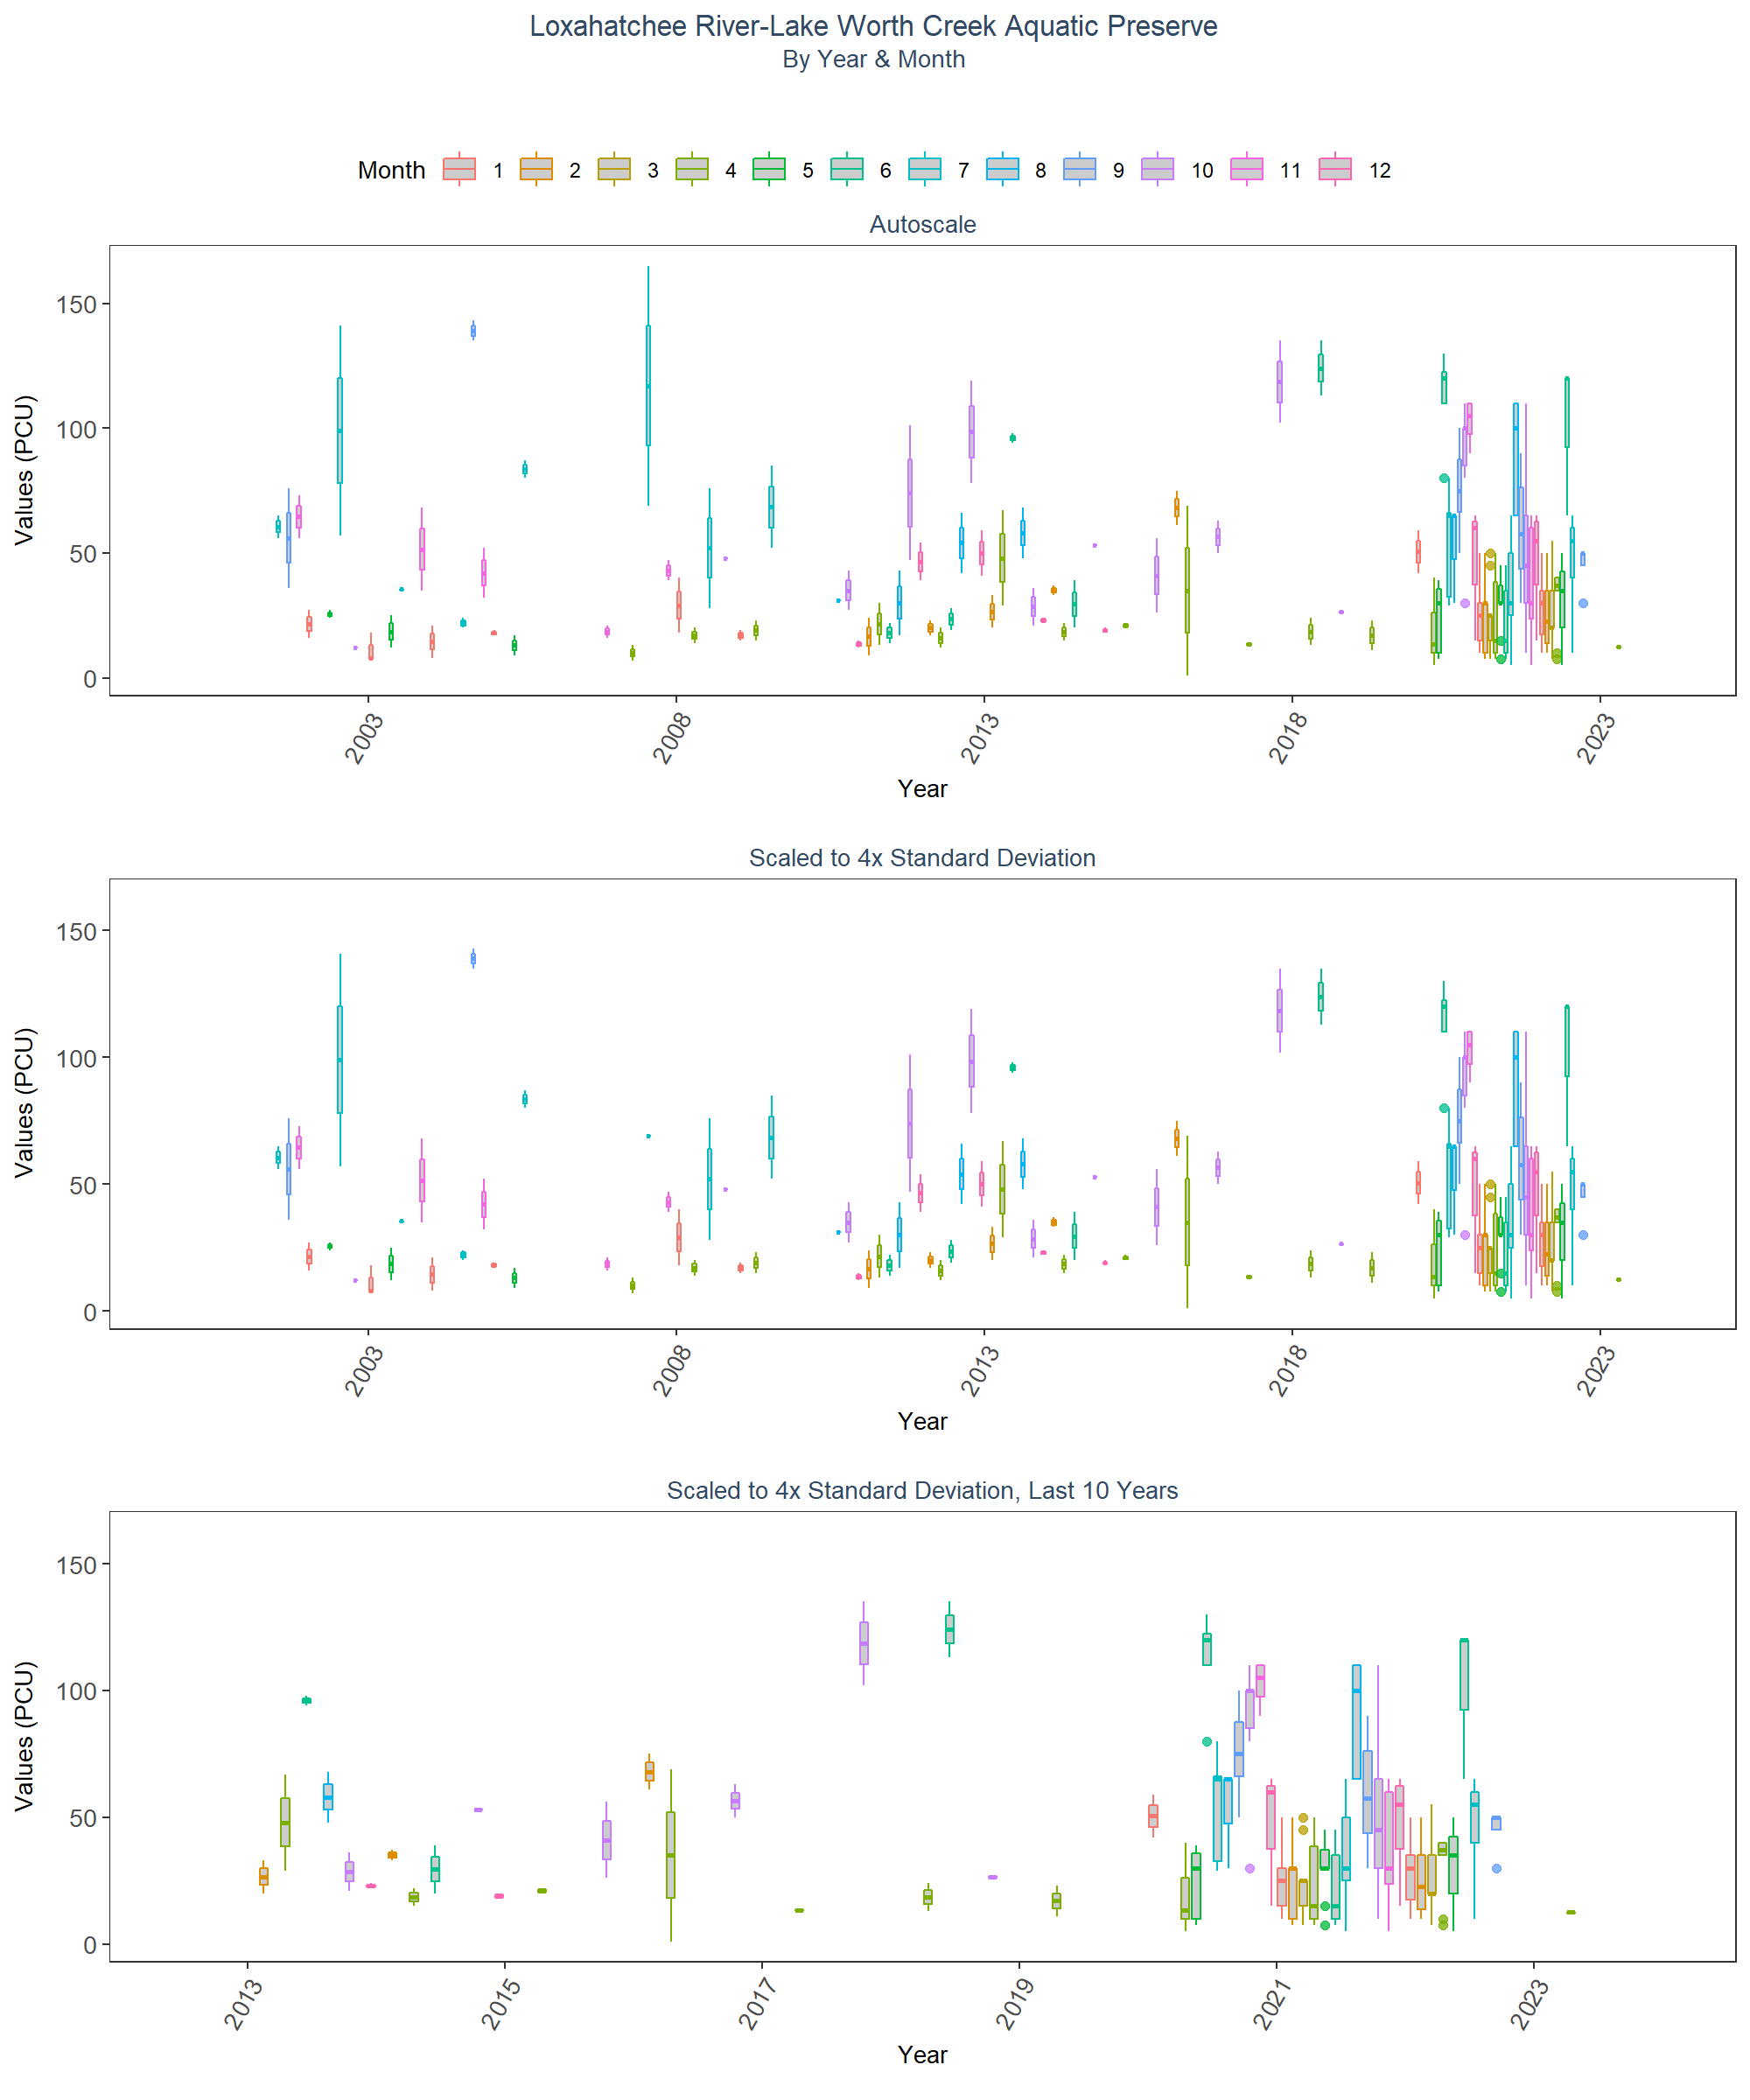 Loxahatchee River-Lake Worth Creek Aquatic Preserve
By Year & Month
Month 1 2 3 4 5 6 7 8 9 10 11 12
Autoscale
Values (PCU)
150
100
50
0
2003 2008 2013 2018 2023
Year
Scaled to 4x Standard Deviation
Values (PCU)
150
100
50
0
2003 2008 2013 2018 2023
Year
Scaled to 4x Standard Deviation, Last 10 Years
Values (PCU)
150
100
50
0
2013 2015 2017 2019 2021 2023
Year